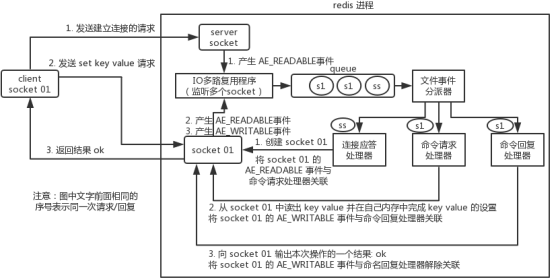 redis 进程
1. 发送建立连接的请求
server
socket
2. 发送 set key value 请求
1. 产生 AE_READABLE事件
queue
client
socket 01
IO多路复用程序
（监听多个socket）
s1
s1
ss
文件事件
分派器
2. 产生 AE_READABLE事件
3. 产生 AE_WRITABLE事件
ss
s1
s1
3. 返回结果 ok
socket 01
1. 创建 socket 01
将 socket 01 的
AE_READABLE 事件与
命令请求处理器关联
连接应答
处理器
命令请求
处理器
命令回复
处理器
注意：图中文字前面相同的
序号表示同一次请求/回复
2. 从 socket 01 中读出 key value 并在自己内存中完成 key value 的设置
将 socket 01 的 AE_WRITABLE 事件与命令回复处理器关联
3. 向 socket 01 输出本次操作的一个结果: ok
将 socket 01 的 AE_WRITABLE 事件与命名回复处理器解除关联